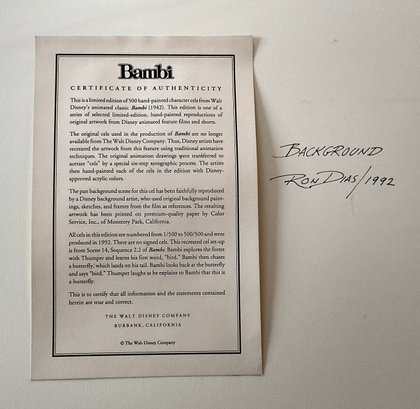 Bambi
CERTIFICATE OF AUTHENTICITY
This is a limited edition of 500 hand-painted character cels from Walt
Disney's animated classic Bambi (1942). This edition is one of a
series of selected limited-edition, hand-painted reproductions of
original artwork from Disney animated feature films and shorts.
The original cels used in the production of Bambi are no longer
available from The Walt Disney Company. Thus, Disney artists have
recreated the artwork from this feature using traditional animation
techniques. The original animation drawings were transferred to
acetate "cels" by a special six-step xerographic process. The artists
then hand-painted each of the cels in the edition with Disney-
approved acrylic colors.
The pan background scene for this cel has been faithfully reproduced
by a Disney background artist, who used original background paint-
ings, sketches, and frames from the film as references. The resulting
artwork has been printed on premium-quality paper by Color
Service, Inc., of Monterey Park, California.
All cels in this edition are numbered from 1/500 to 500/500 and were
produced in 1992. There are no signed cels. This recreated cel set-up
is from Scene 14, Sequence 2.2 of Bambi. Bambi explores the forest
with Thumper and learns his first word, "bird." Bambi then chases
a butterfly, which lands on his tail. Bambi looks back at the butterfly
and says "bird." Thumper laughs as he explains to Bambi that this is
a butterfly.
This is to certify that all information and the statements contained
herein are true and correct.
THE WALT DISNEY COMPANY
BURBANK, CALIFORNIA
© The Walt Disney Company
BACKGROUND
RON DIAS/1992